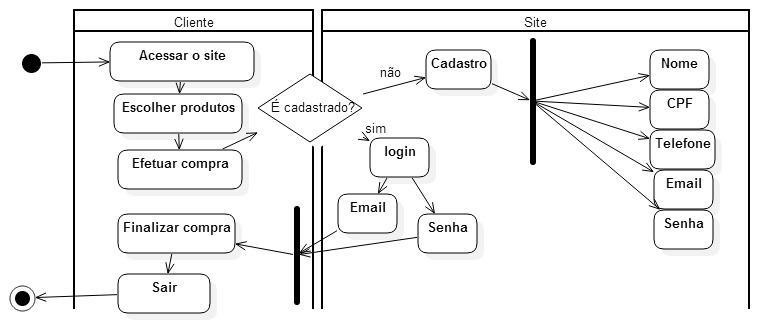 Cliente
Site
Acessar o site
Escolher produtos
Efetuar compra
É cadastrado?
não
sim
Cadastro
Nome
CPF
Telefone
Email
Senha
login
Email
Senha
Finalizar compra
Sair